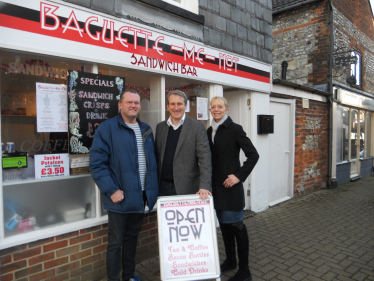 BAGUETTE - ME - NOT
SANDWICH BAR
SPECIALS
SANDWICH
CRISPS
DRINK
Jacket
Potatoes
£3.50
OPEN
NOW
Tea & Coffee
Bacon Butties
Sandwiches
Cold Drinks